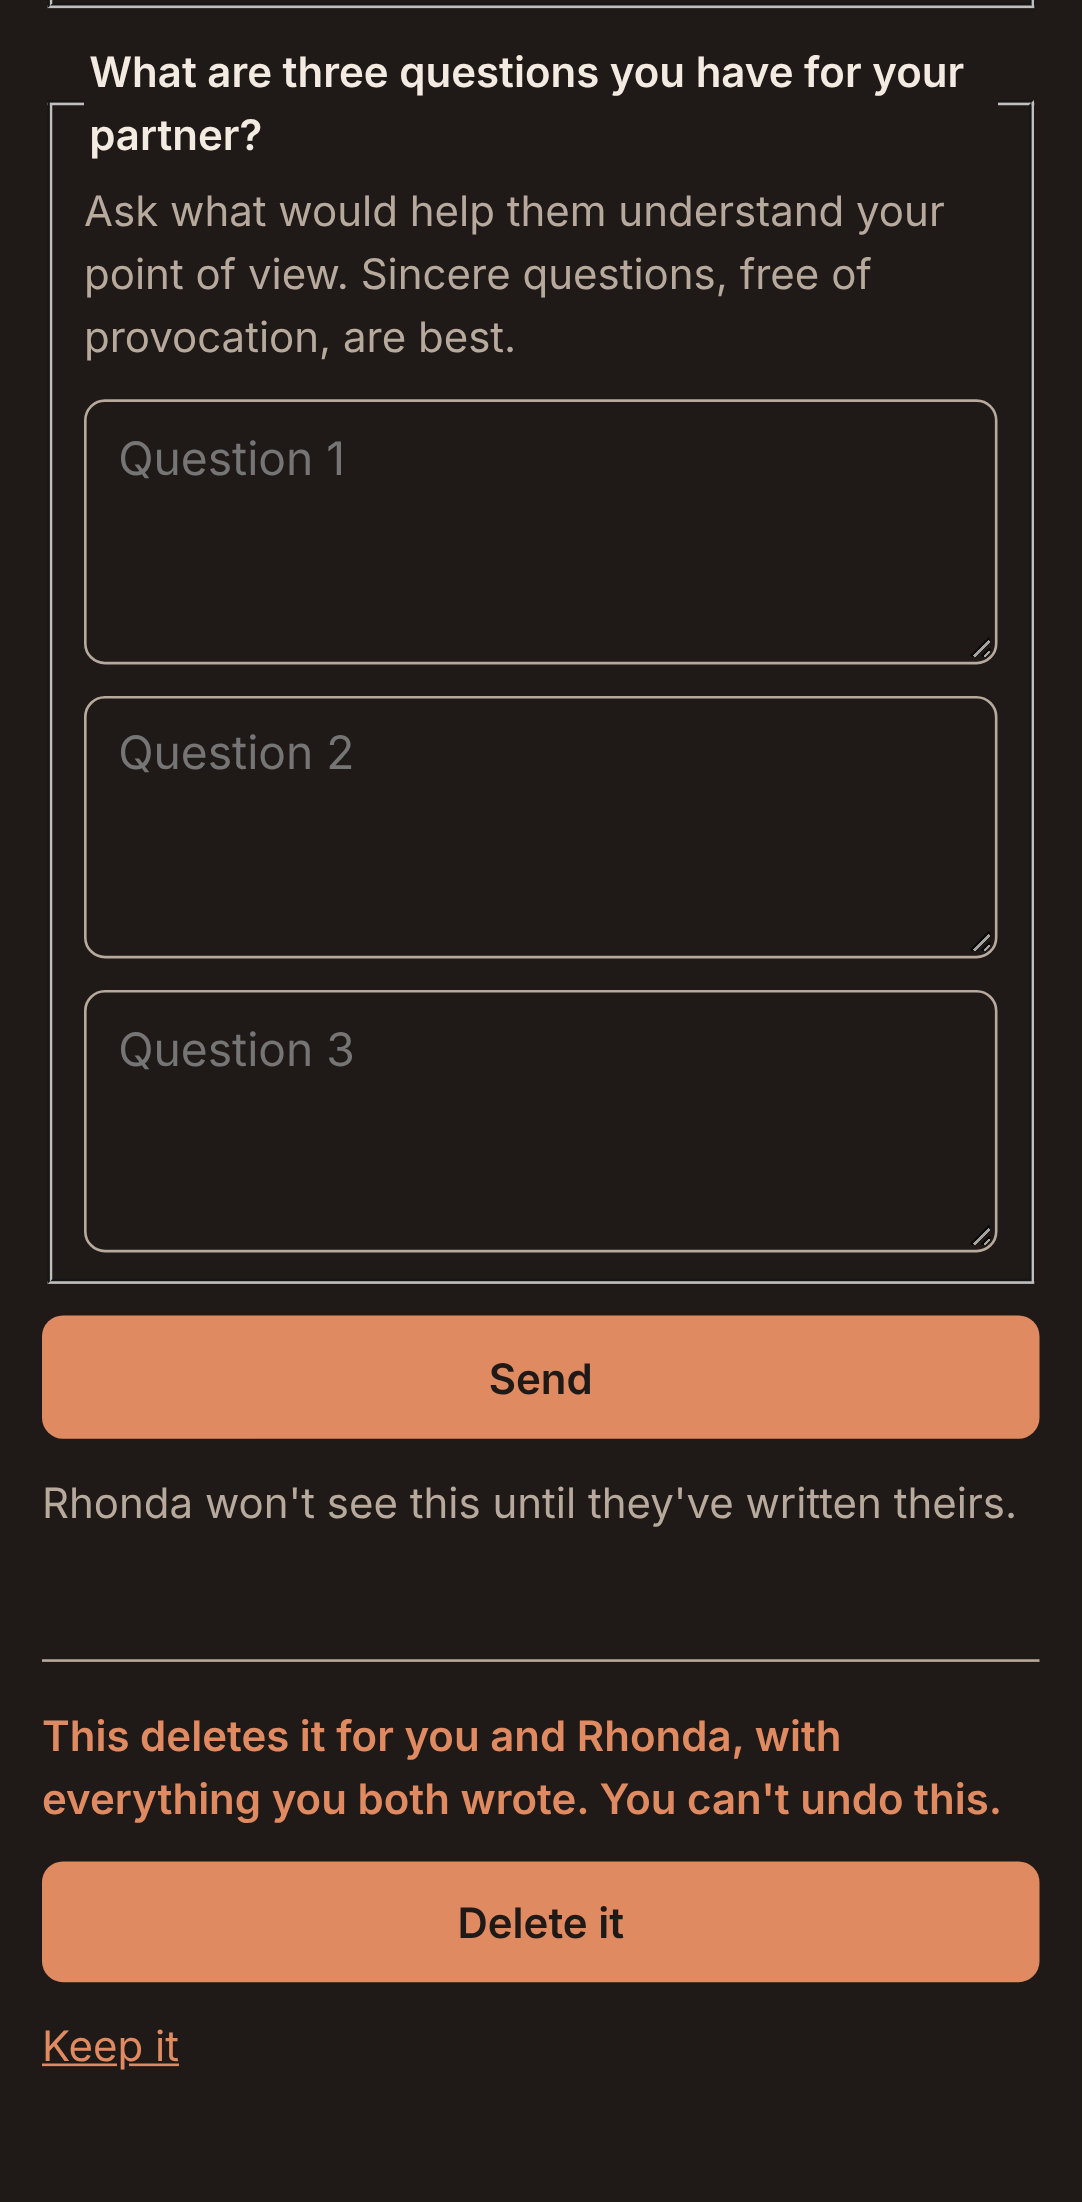 What are three questions you have for your
partner?
Ask what would help them understand your
point of view. Sincere questions, free of
provocation, are best.
Question 1
Question 2
Question 3
Send
Rhonda won't see this until they've written theirs.
This deletes it for you and Rhonda, with
everything you both wrote. You can't undo this.
Delete it
Keep it